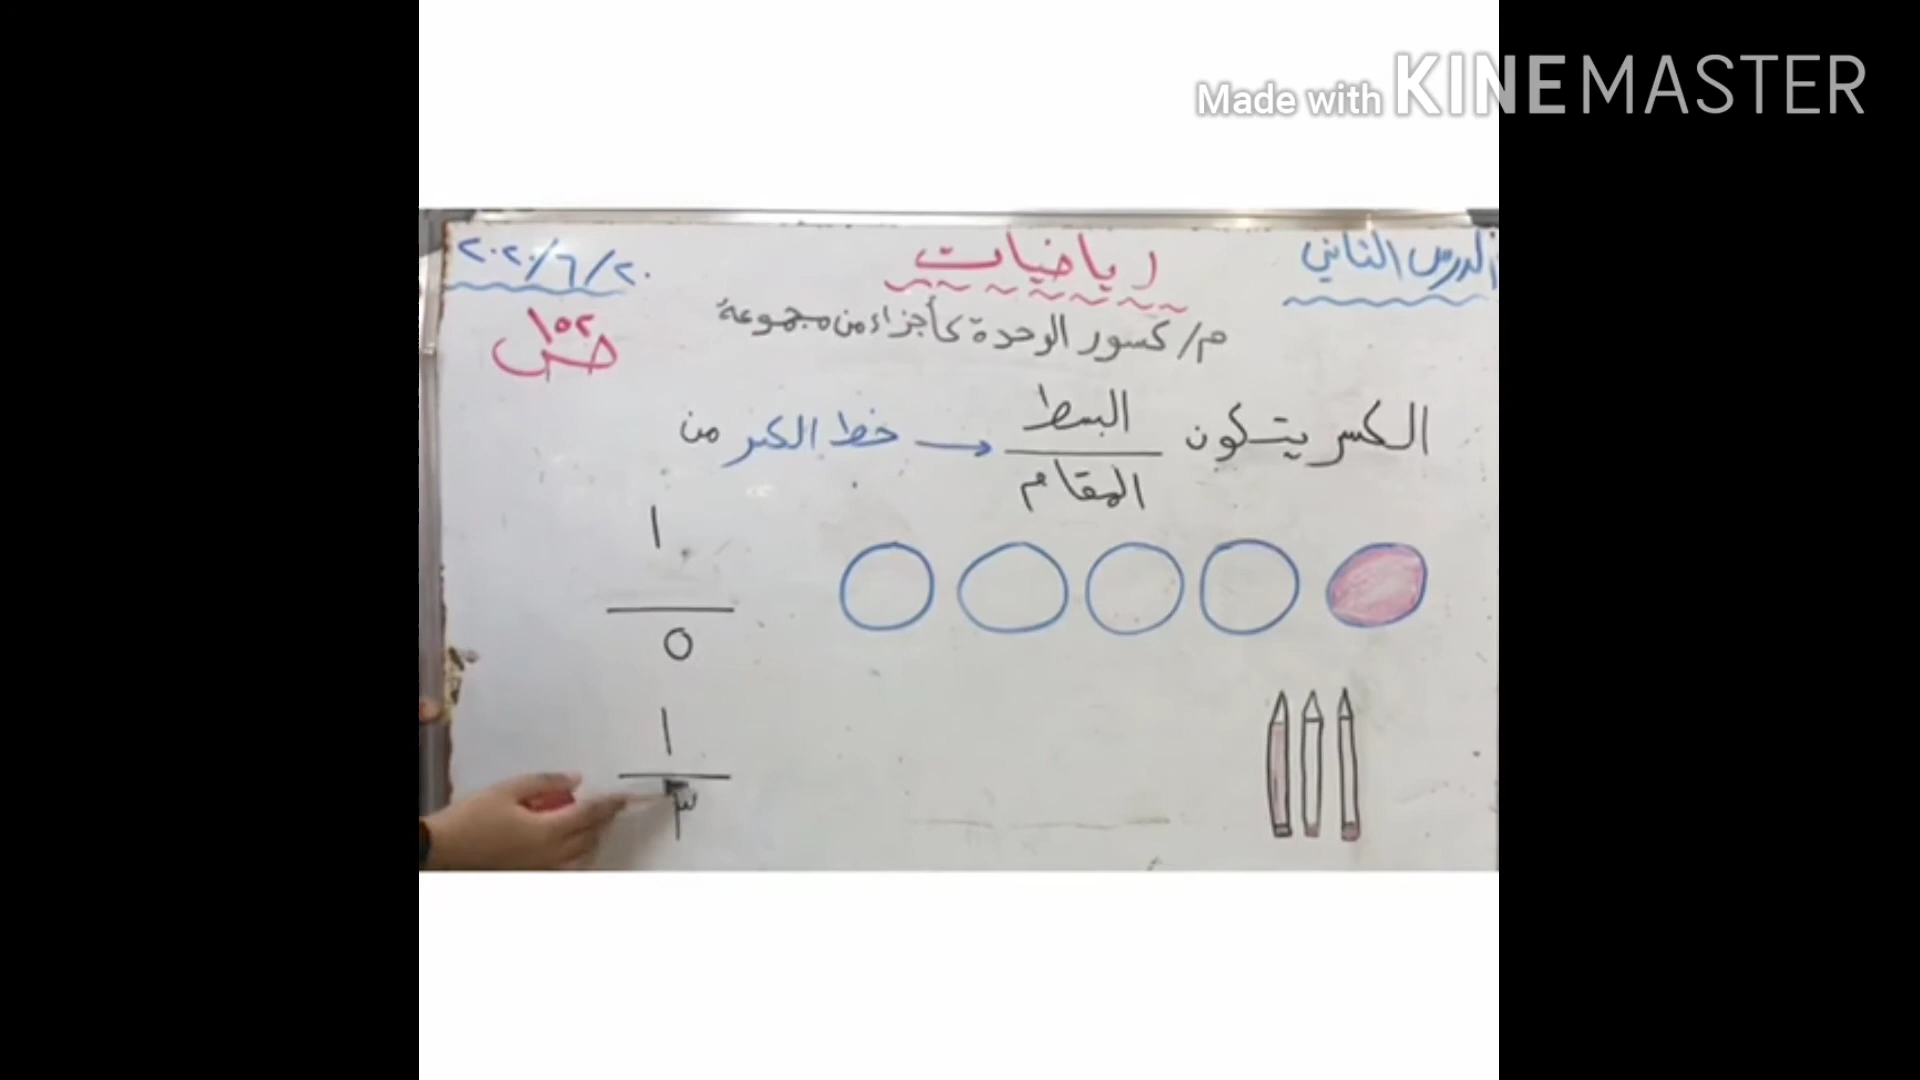 Made with KINEMASTER
الدرس الثاني
رياضيات
٢٠٢٠/٦/٢٠
ص ١٥٢
م/ كسور الوحدة كأجزاء من مجموعة
الكسر يتكون البسط خط الكسر من
المقام
١
٥
١
٣